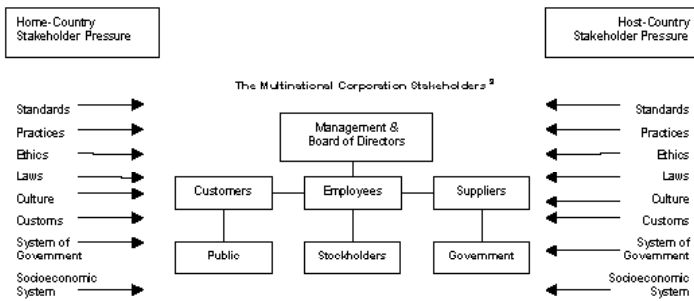 Home-Country
Stakeholder Pressure
Host-Country
Stakeholder Pressure
The Multinational Corporation Stakeholders 2
Standards
Practices
Ethics
Laws
Culture
Customs
System of
Government
Socioeconomic
System
Management &
Board of Directors
Customers
Employees
Suppliers
Public
Stockholders
Government
Standards
Practices
Ethics
Laws
Culture
Customs
System of
Government
Socioeconomic
System